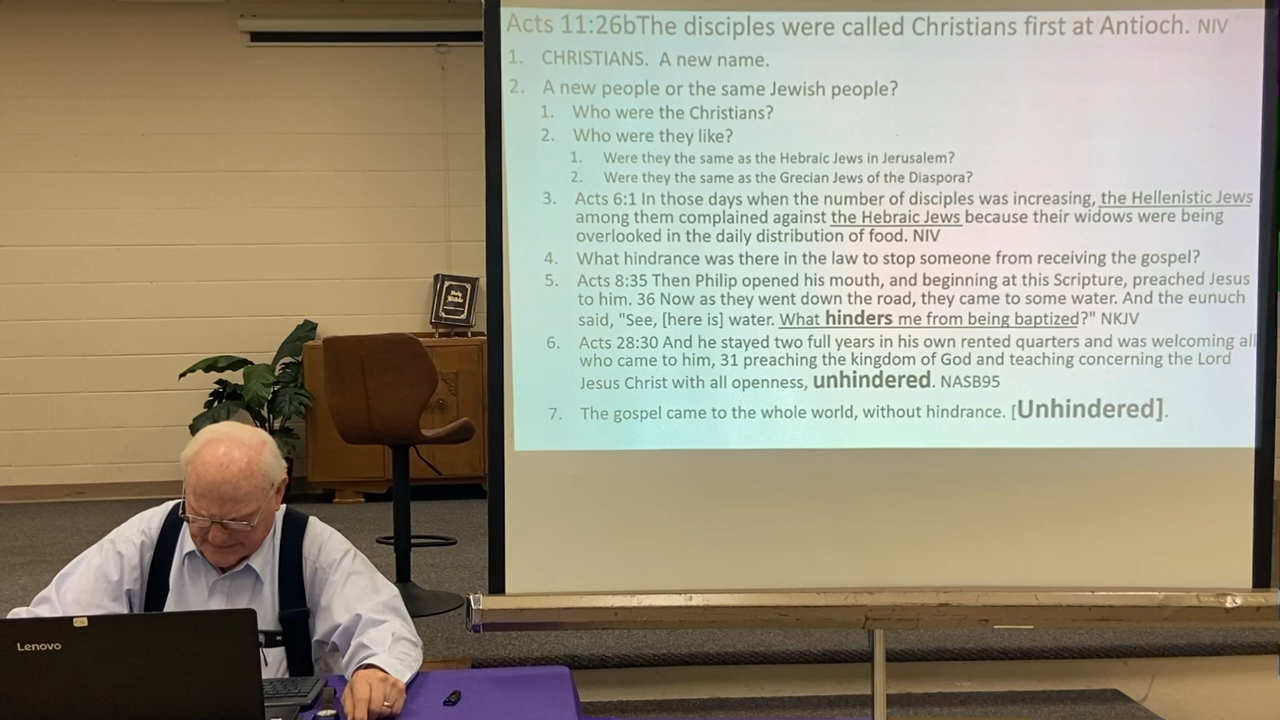 Acts 11:26bThe disciples were called Christians first at Antioch. NIV
1. CHRISTIANS. A new name.
2. A new people or the same Jewish people?
1. Who were the Christians?
2. Who were they like?
1. Were they the same as the Hebraic Jews in Jerusalem?
2. Were they the same as the Grecian Jews of the Diaspora?
3. Acts 6:1 In those days when the number of disciples was increasing, the Hellenistic Jews
among them complained against the Hebraic Jews because their widows were being
overlooked in the daily distribution of food. NIV
4. What hindrance was there in the law to stop someone from receiving the gospel?
5. Acts 8:35 Then Philip opened his mouth, and beginning at this Scripture, preached Jesus
to him. 36 Now as they went down the road, they came to some water. And the eunuch
said, "See, [here is] water. What hinders me from being baptized?" NKJV
6. Acts 28:30 And he stayed two full years in his own rented quarters and was welcoming all
who came to him, 31 preaching the kingdom of God and teaching concerning the Lord
Jesus Christ with all openness, unhindered. NASB95
7. The gospel came to the whole world, without hindrance. [Unhindered].
Holy
Bible
Lenovo